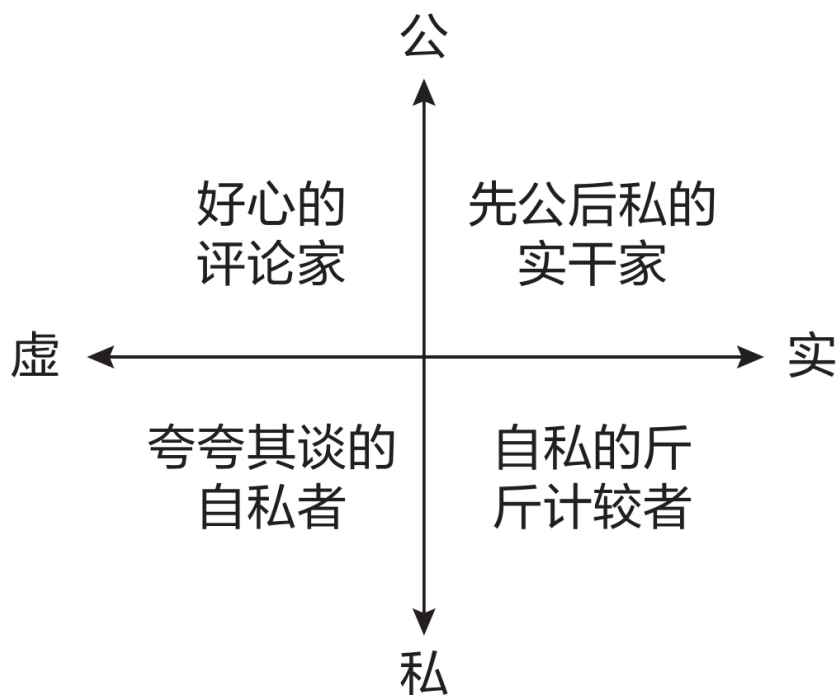 公
好心的
评论家
先公后私的
实干家
虚
实
夸夸其谈的
自私者
自私的斤
斤计较者
私